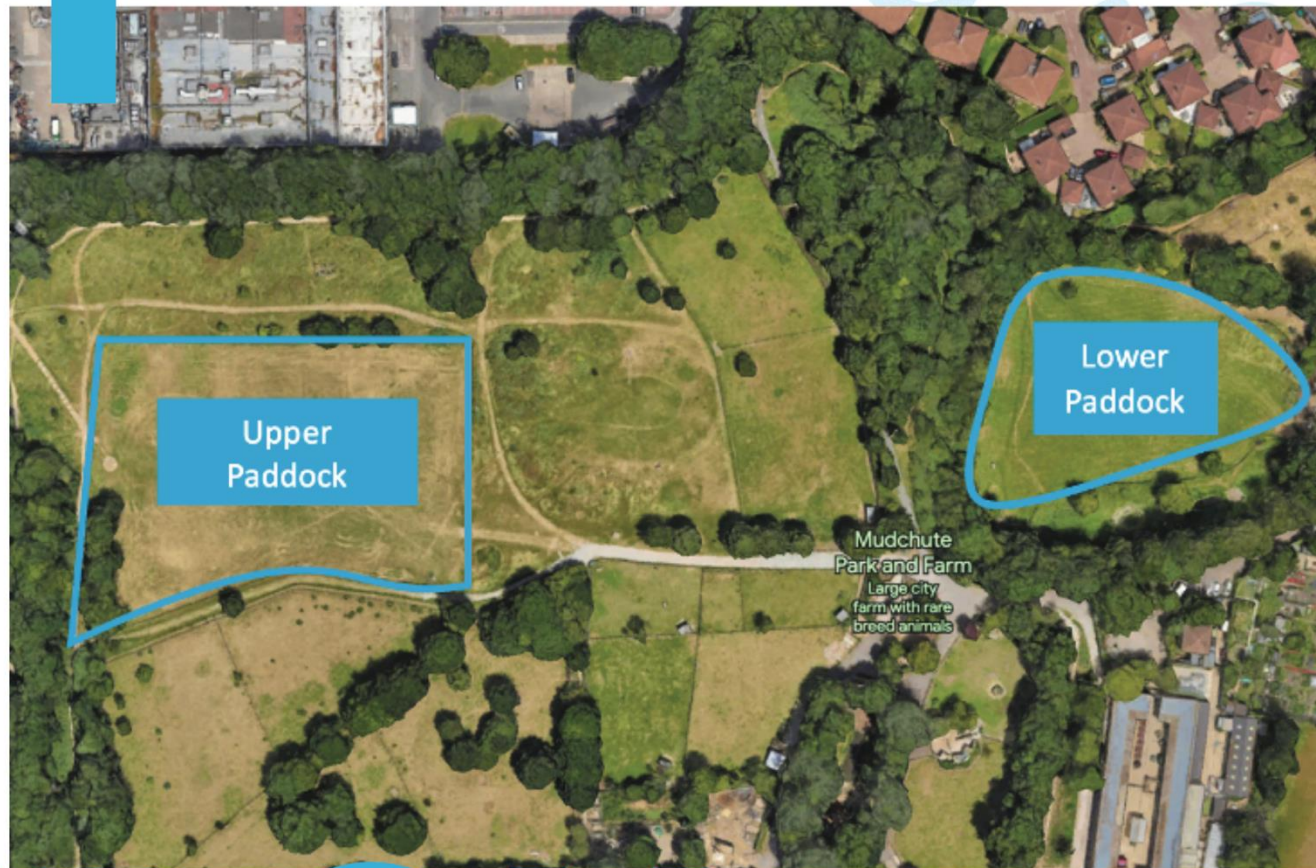 Upper
Paddock
Lower
Paddock
Mudchute
Park and Farm
Large city
farm with rare
breed animals